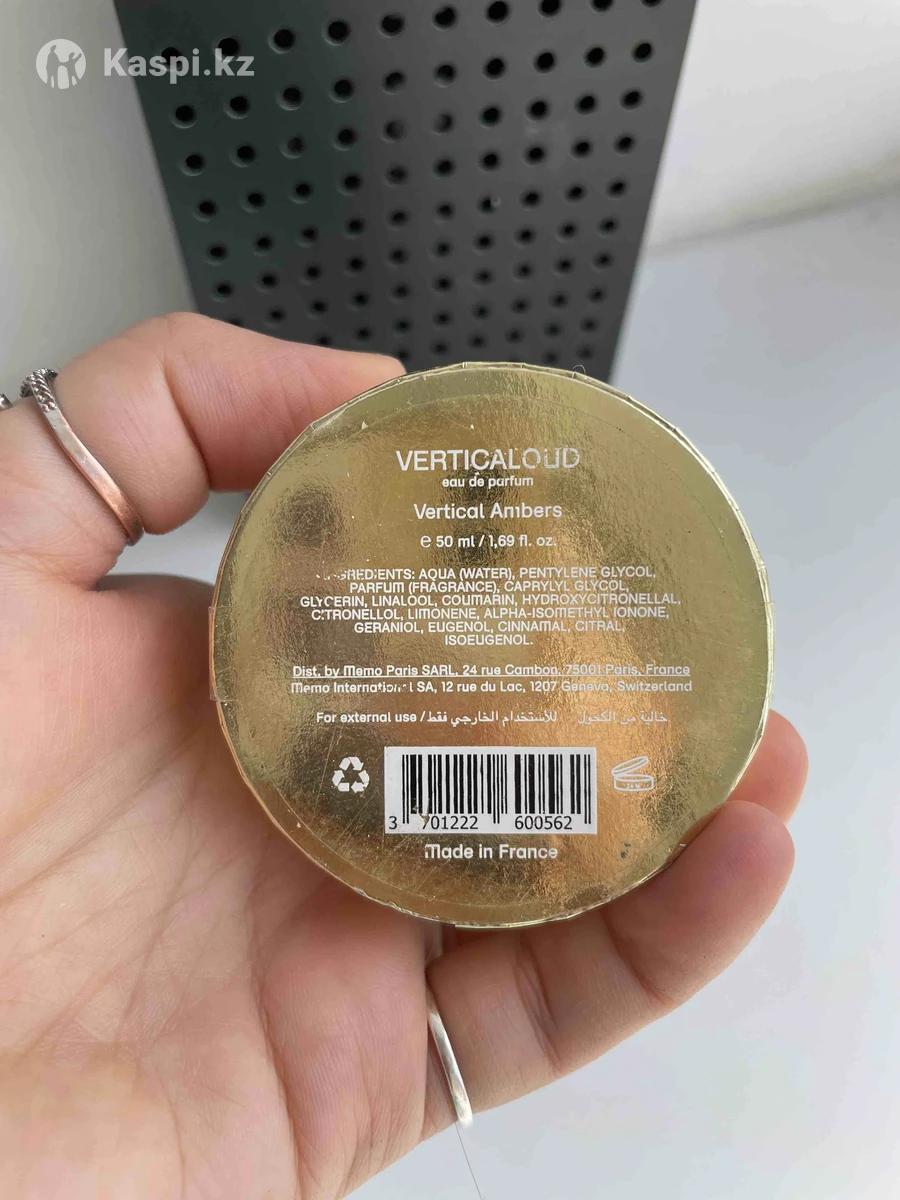 Kaspi.kz
VERTICALOUD
eau de parfum
Vertical Ambers
℮ 50 ml / 1,69 fl. oz.
INGREDIENTS: AQUA (WATER), PENTYLENE GLYCOL,
PARFUM (FRAGRANCE), CAPRYLYL GLYCOL,
GLYCERIN, LINALOOL, COUMARIN, HYDROXYCITRONELLAL,
CITRONELLOL, LIMONENE, ALPHA-ISOMETHYL IONONE,
GERANIOL, EUGENOL, CINNAMAL, CITRAL,
ISOEUGENOL.
Dist. by Memo Paris SARL, 24 rue Cambon, 75001 Paris, France
Memo International SA, 12 rue du Lac, 1207 Geneva, Switzerland
For external use / للأستخدام الخارجي فقط خالية من الكحول
3 701222 600562
Made in France